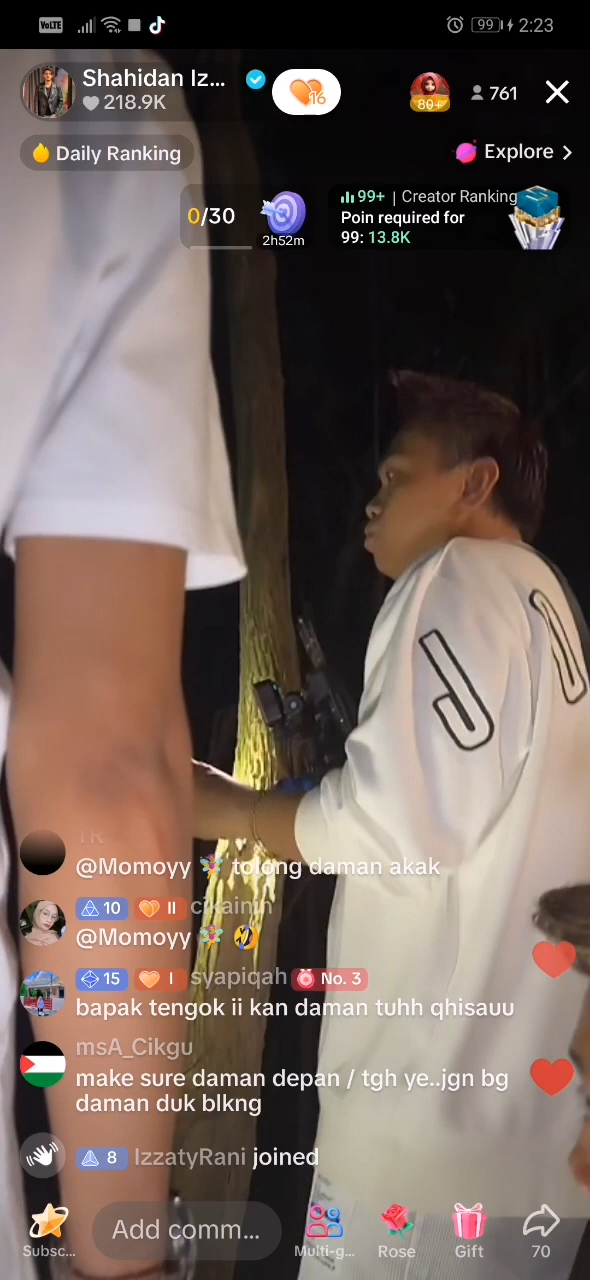 VoLTE
99
2:23
Shahidan Iz...
218.9K
16
80+
761
Daily Ranking
Explore
0/30
2h52m
99+ | Creator Ranking
Poin required for
99: 13.8K
J
TR
@Momoyy tolong daman akak
10 II cikainin
@Momoyy
15 I syapiqah No. 3
bapak tengok ii kan daman tuhh qhisauu
msA_Cikgu
make sure daman depan / tgh ye..jgn bg
daman duk blkng
8 IzzatyRani joined
Subsc...
Add comm...
Multi-g...
Rose
Gift
70